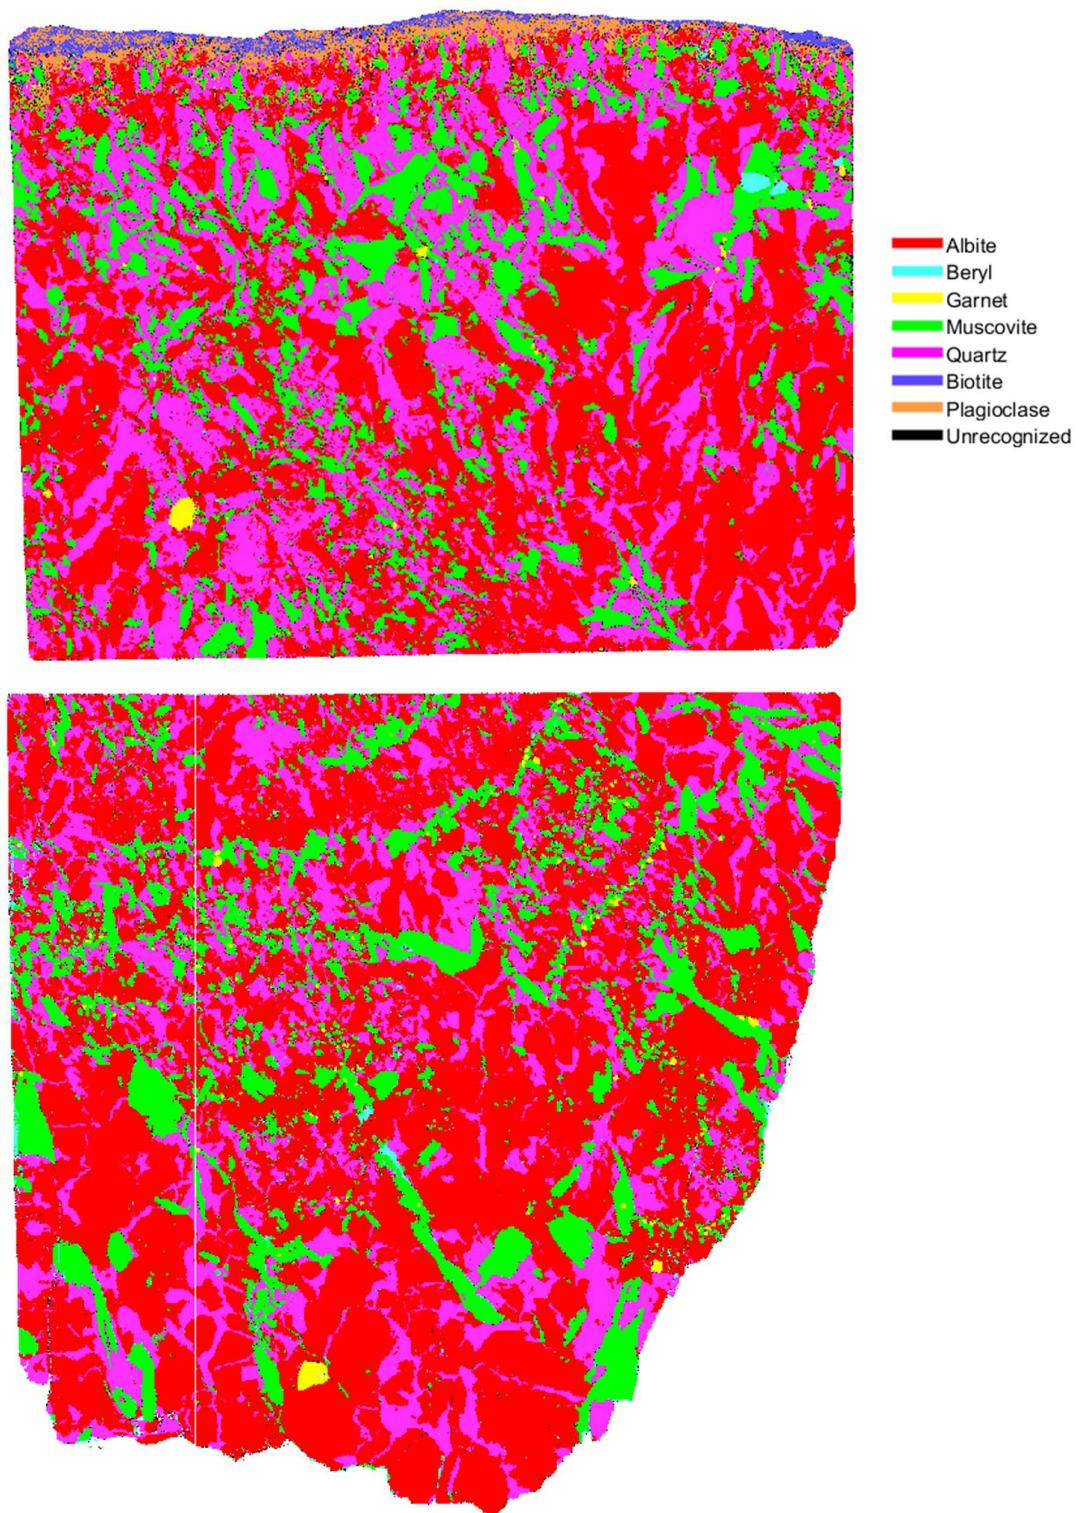 Albite
Beryl
Garnet
Muscovite
Quartz
Biotite
Plagioclase
Unrecognized